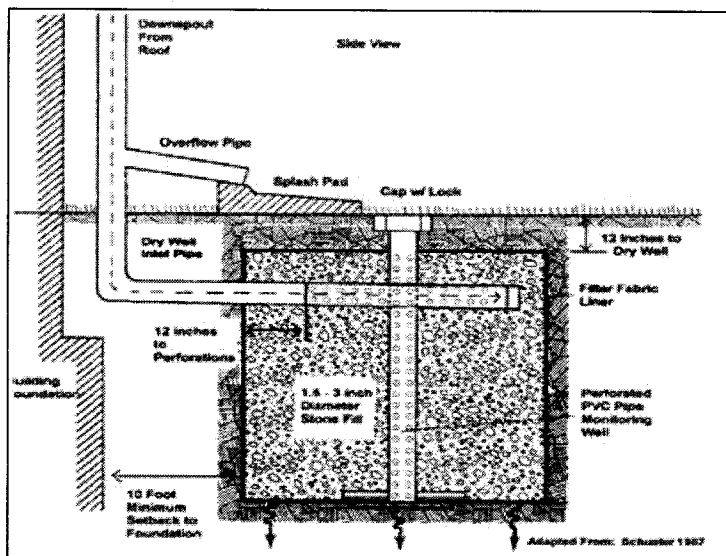 Downspout
From
Roof
Side View
Overflow Pipe
Splash Pad
Cap w/ Lock
Dry Well
Inlet Pipe
12 Inches to
Dry Well
Filter Fabric
Liner
12 inches
to
Perforations
uilding
oundation
1.5 - 3 inch
Diameter
Stone Fill
Perforated
PVC Pipe
Monitoring
Well
10 Foot
Minimum
Setback to
Foundation
Adapted From: